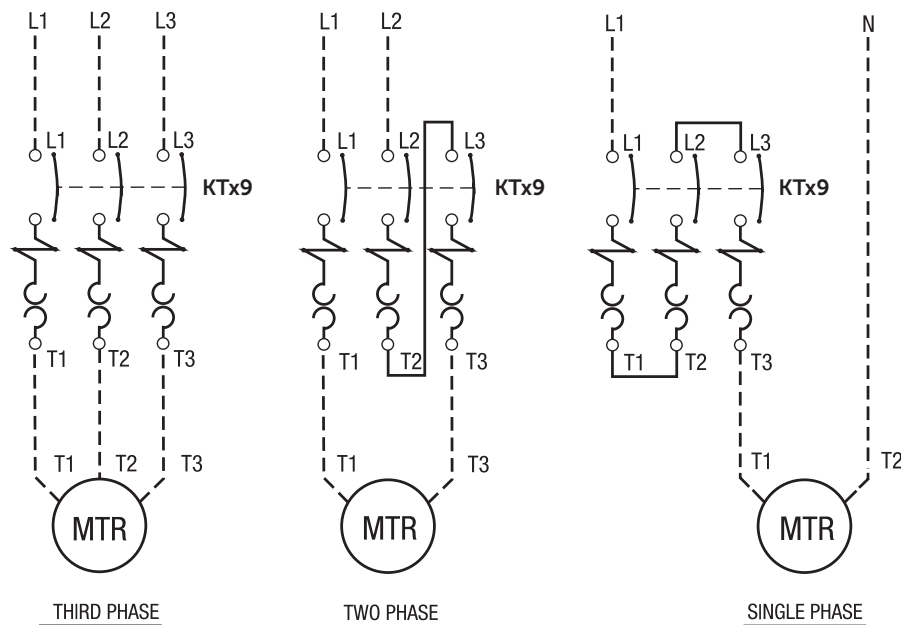 L1 L2 L3
L1 L2 L3 KTx9
T1 T2 T3
T1 T2 T3
MTR
THIRD PHASE
L1 L2
L1 L2 L3 KTx9
T1 T2 T3
T1 T3
MTR
TWO PHASE
L1 N
L1 L2 L3 KTx9
T1 T2 T3
T1 T2
MTR
SINGLE PHASE